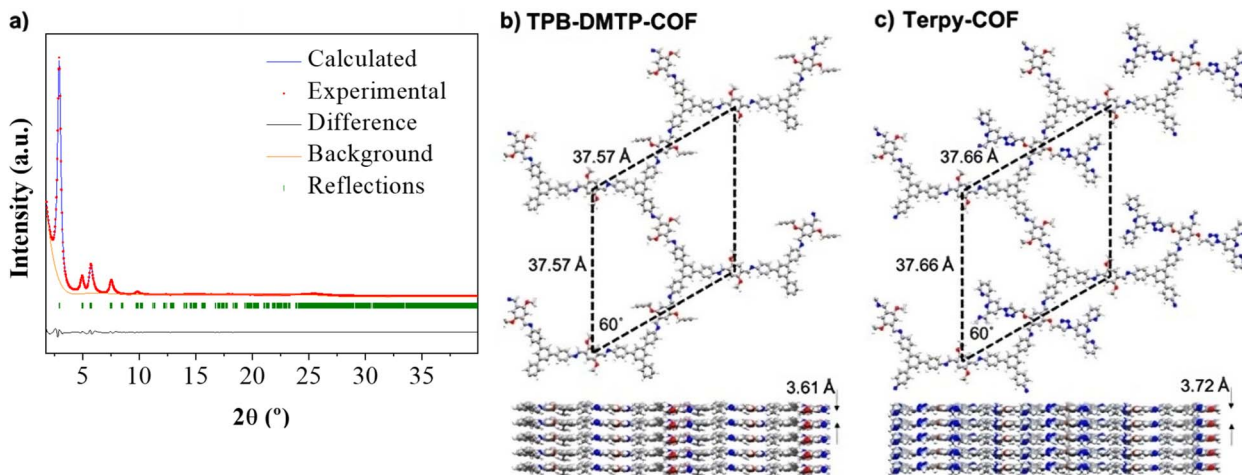 a)
Intensity (a.u.)
Calculated
Experimental
Difference
Background
Reflections
5 10 15 20 25 30 35
2θ (º)
b) TPB-DMTP-COF
37.57 Å
37.57 Å
60°
3.61 Å
c) Terpy-COF
37.66 Å
37.66 Å
60°
3.72 Å